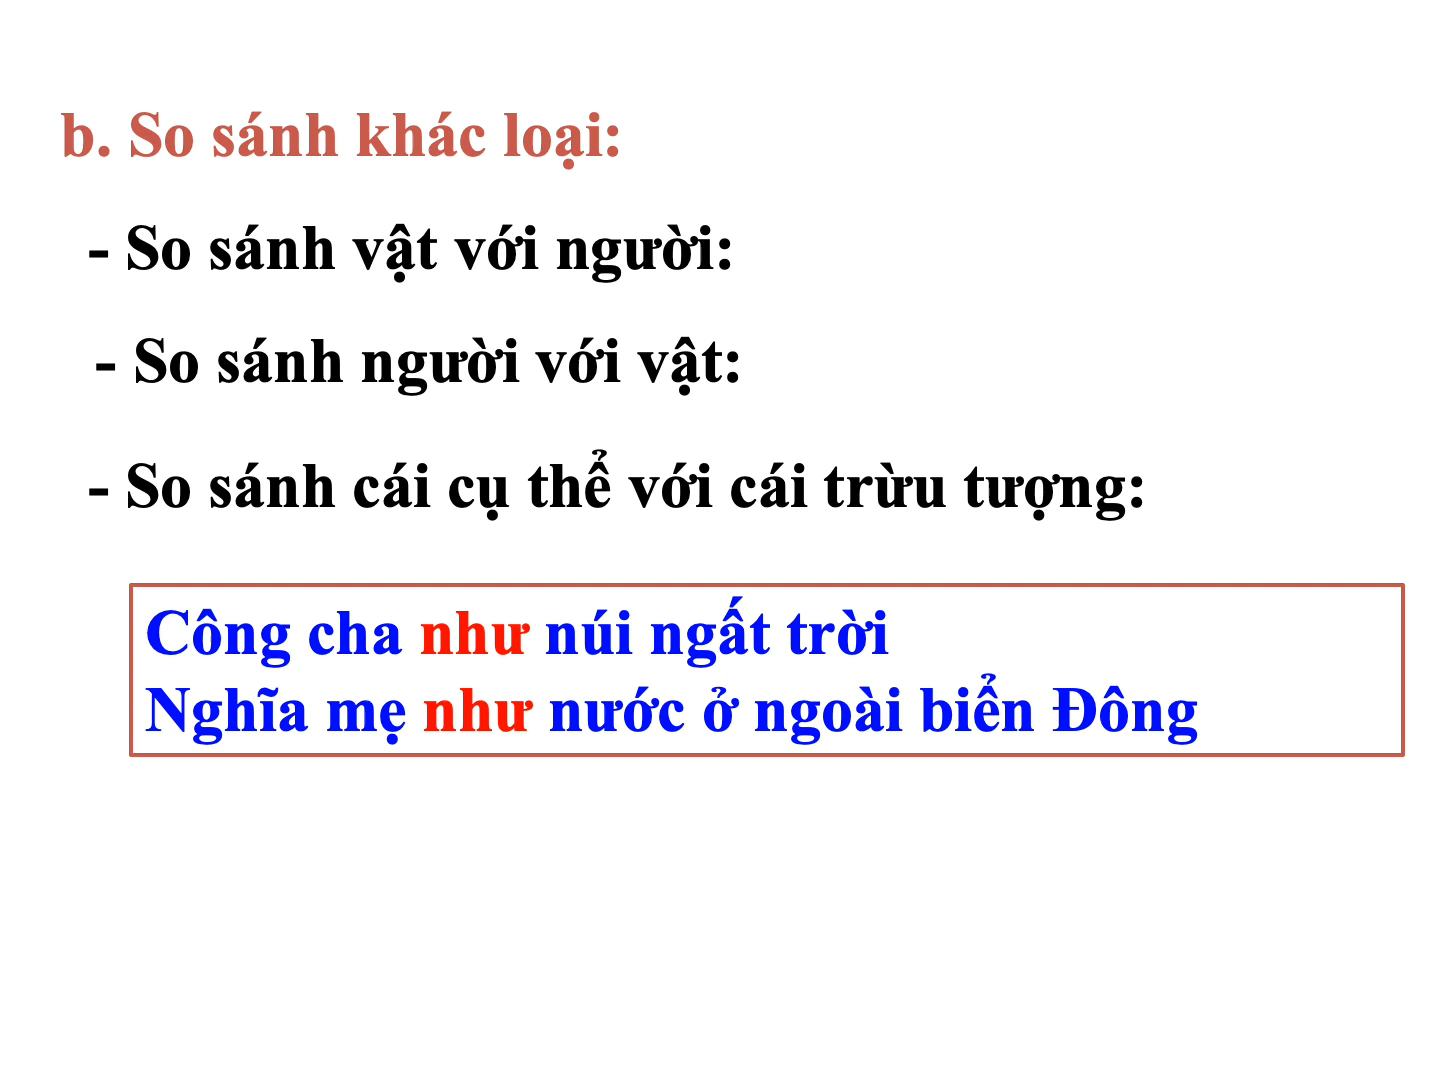 b. So sánh khác loại:
- So sánh vật với người:
- So sánh người với vật:
- So sánh cái cụ thể với cái trừu tượng:
Công cha như núi ngất trời
Nghĩa mẹ như nước ở ngoài biển Đông